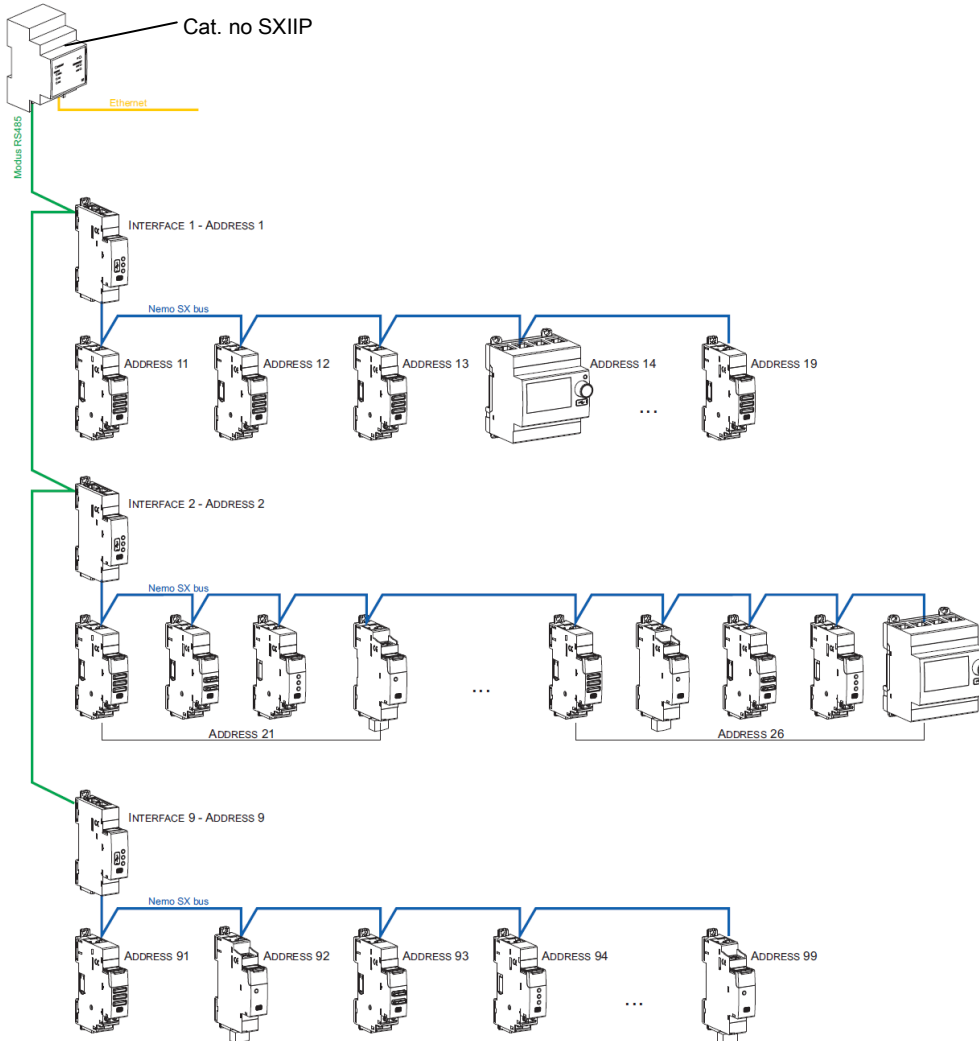 Cat. no SXIIP
Ethernet
Modus RS485
INTERFACE 1 - ADDRESS 1
Nemo SX bus
ADDRESS 11
ADDRESS 12
ADDRESS 13
ADDRESS 14
...
ADDRESS 19
INTERFACE 2 - ADDRESS 2
Nemo SX bus
...
ADDRESS 21
ADDRESS 26
INTERFACE 9 - ADDRESS 9
Nemo SX bus
ADDRESS 91
ADDRESS 92
ADDRESS 93
ADDRESS 94
...
ADDRESS 99